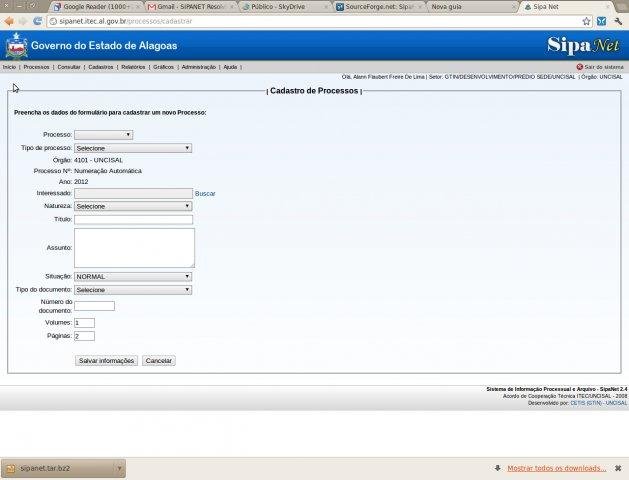 Google Reader (1000+
Gmail - SIPANET Resol
Público - SkyDrive
SourceForge.net: Sipan
Nova guia
Sipa Net
sipanet.itec.al.gov.br/processos/cadastrar
Governo do Estado de Alagoas
Sipa Net
Início | Processos | Consultar | Cadastros | Relatórios | Gráficos | Administração | Ajuda |
Sair do sistema
Olá, Alann Flaubert Freire De Lima | Setor: GTIN/DESENVOLVIMENTO/PREDIO SEDE/UNCISAL | Órgão: UNCISAL
| Cadastro de Processos |
Preencha os dados do formulário para cadastrar um novo Processo:
Processo:
Tipo de processo: Selecione
Orgão: 4101 - UNCISAL
Processo Nº: Numeração Automática
Ano: 2012
Interessado: Buscar
Natureza: Selecione
Título:
Assunto:
Situação: NORMAL
Tipo do documento: Selecione
Número do
documento:
Volumes: 1
Páginas: 2
Salvar informações Cancelar
Sistema de Informação Processual e Arquivo - SipaNet 2.4
Acordo de Cooperação Técnica ITEC/UNCISAL - 2008
Desenvolvido por: CETIS (GTIN) - UNCISAL
sipanet.tar.bz2
Mostrar todos os downloads...